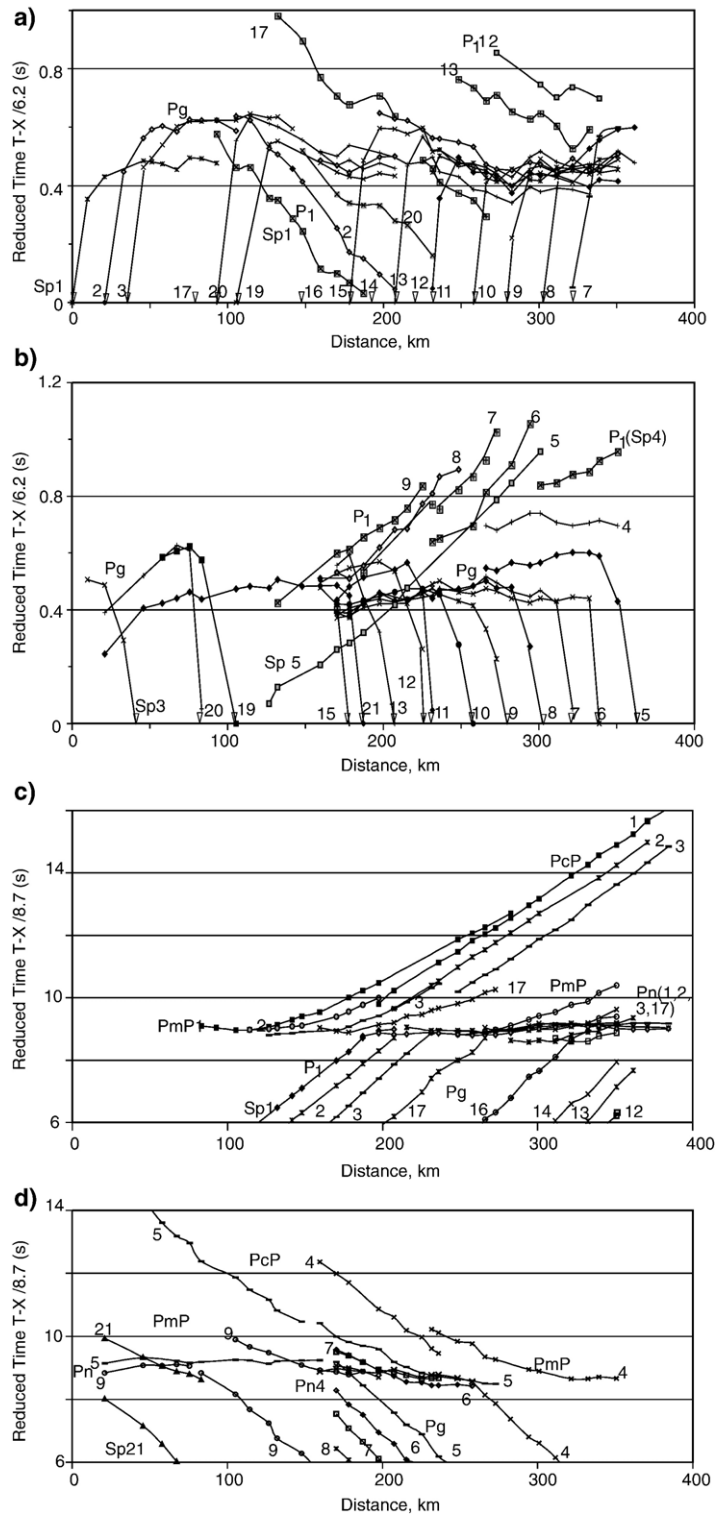 a)
Reduced Time T-X /6.2 (s)
0.8
0.4
0
17
P₁12
13
Pg
P₁
Sp1
2
20
Sp1 2 3 17 20 19 16 15 14 13 12 11 10 9 8 7
0 100 200 300 400
Distance, km
b)
Reduced Time T-X /6.2 (s)
1.2
0.8
0.4
0
7 6
5
8
9
P₁(Sp4)
P₁
4
Pg
Pg
Sp 5
12
Sp3 20 19 15 21 13 11 10 9 8 7 6 5
0 100 200 300 400
Distance, km
c)
Reduced Time T-X /8.7 (s)
14
12
10
8
6
1
2
3
PcP
17
PmP
Pn(1,2,
3,17)
3
PmP1
2
P₁
Pg
Sp1 2 3 17 16 14 13 12
0 100 200 300 400
Distance, km
d)
Reduced Time T-X /8.7 (s)
14
12
10
8
6
5
PcP
4
PmP
21
9
7
PmP
4
Pn
5
9
5
Pn4
6
Pg
Sp21 9 8 7 6 5 4
0 100 200 300 400
Distance, km